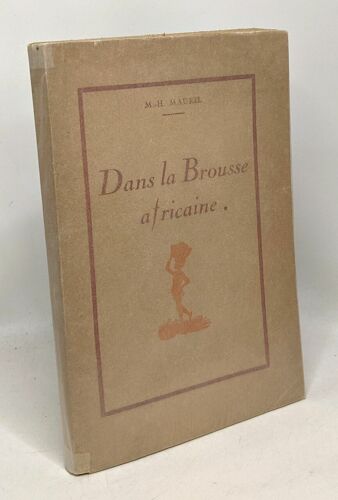 M.-H. MAUREL
Dans la Brousse
africaine.